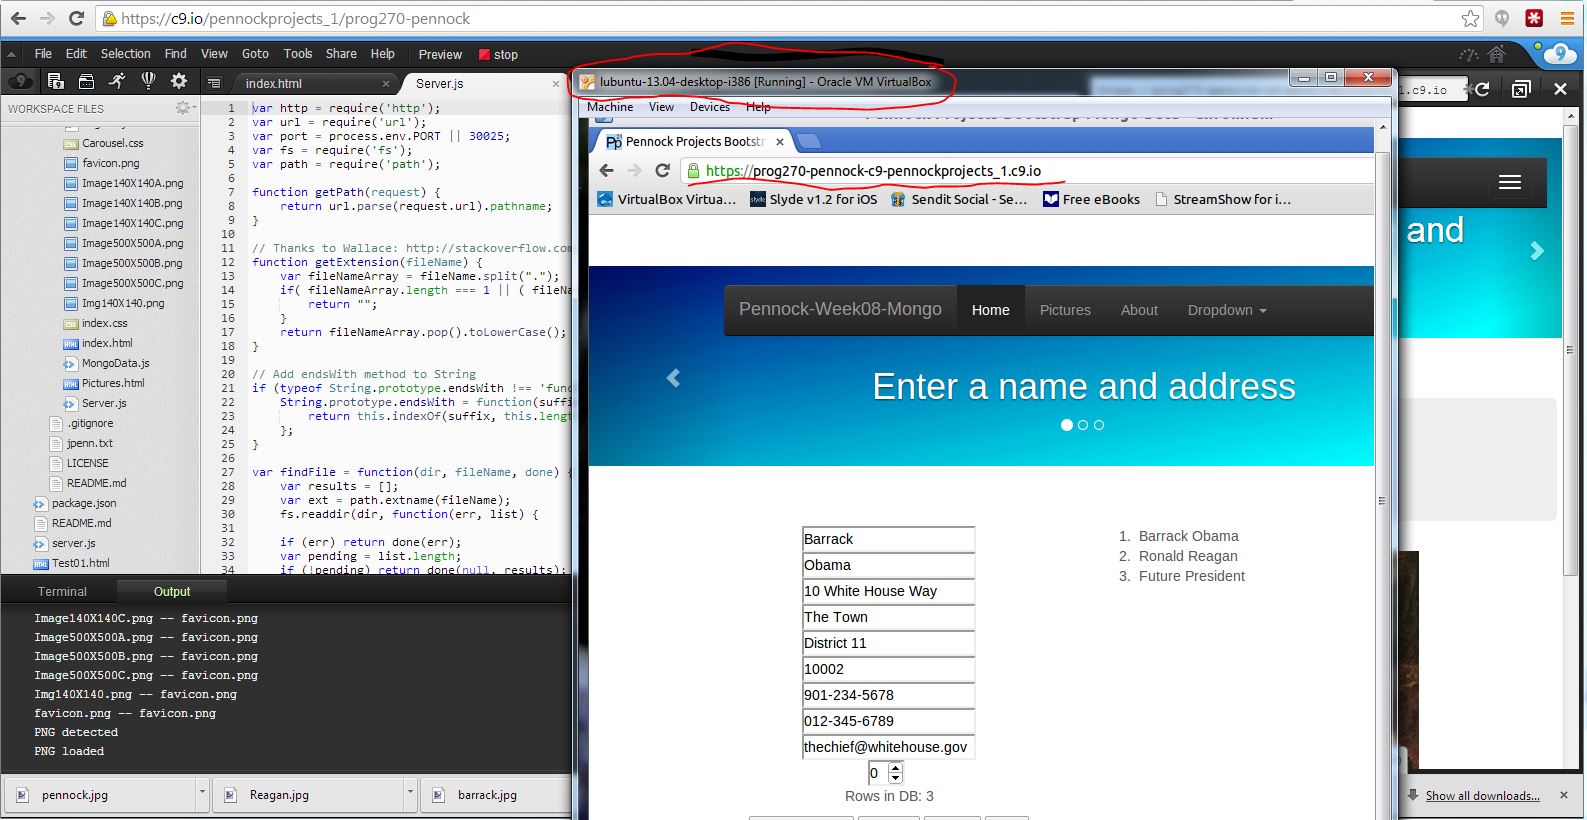 https://c9.io/pennockprojects_1/prog270-pennock
File Edit Selection Find View Goto Tools Share Help Preview stop
index.html Server.js
WORKSPACE FILES
Carousel.css
favicon.png
Image140X140A.png
Image140X140B.png
Image140X140C.png
Image500X500A.png
Image500X500B.png
Image500X500C.png
Img140X140.png
index.css
index.html
MongoData.js
Pictures.html
Server.js
.gitignore
jpenn.txt
LICENSE
README.md
package.json
README.md
server.js
Test01.html
1 var http = require('http');
2 var url = require('url');
3 var port = process.env.PORT || 30025;
4 var fs = require('fs');
5 var path = require('path');
6
7 function getPath(request) {
8 return url.parse(request.url).pathname;
9 }
10
11 // Thanks to Wallace: http://stackoverflow.com
12 function getExtension(fileName) {
13 var fileNameArray = fileName.split(".");
14 if( fileNameArray.length === 1 || ( fileNa
15 return "";
16 }
17 return fileNameArray.pop().toLowerCase();
18 }
19
20 // Add endsWith method to String
21 if (typeof String.prototype.endsWith !== 'func
22 String.prototype.endsWith = function(suffi
23 return this.indexOf(suffix, this.lengt
24 };
25 }
26
27 var findFile = function(dir, fileName, done) {
28 var results = [];
29 var ext = path.extname(fileName);
30 fs.readdir(dir, function(err, list) {
31
32 if (err) return done(err);
33 var pending = list.length;
34 if (!pending) return done(null, results);
Terminal Output
Image140X140C.png -- favicon.png
Image500X500A.png -- favicon.png
Image500X500B.png -- favicon.png
Image500X500C.png -- favicon.png
Img140X140.png -- favicon.png
favicon.png -- favicon.png
PNG detected
PNG loaded
pennock.jpg Reagan.jpg barrack.jpg
Show all downloads...
lubuntu-13.04-desktop-i386 [Running] - Oracle VM VirtualBox
Machine View Devices Help
Pennock Projects Bootstr
https://prog270-pennock-c9-pennockprojects_1.c9.io
VirtualBox Virtua... Slyde v1.2 for iOS Sendit Social - Se... Free eBooks StreamShow for i...
Pennock-Week08-Mongo Home Pictures About Dropdown
Enter a name and address
Barrack
Obama
10 White House Way
The Town
District 11
10002
901-234-5678
012-345-6789
thechief@whitehouse.gov
0
Rows in DB: 3
1. Barrack Obama
2. Ronald Reagan
3. Future President
1.c9.io
and